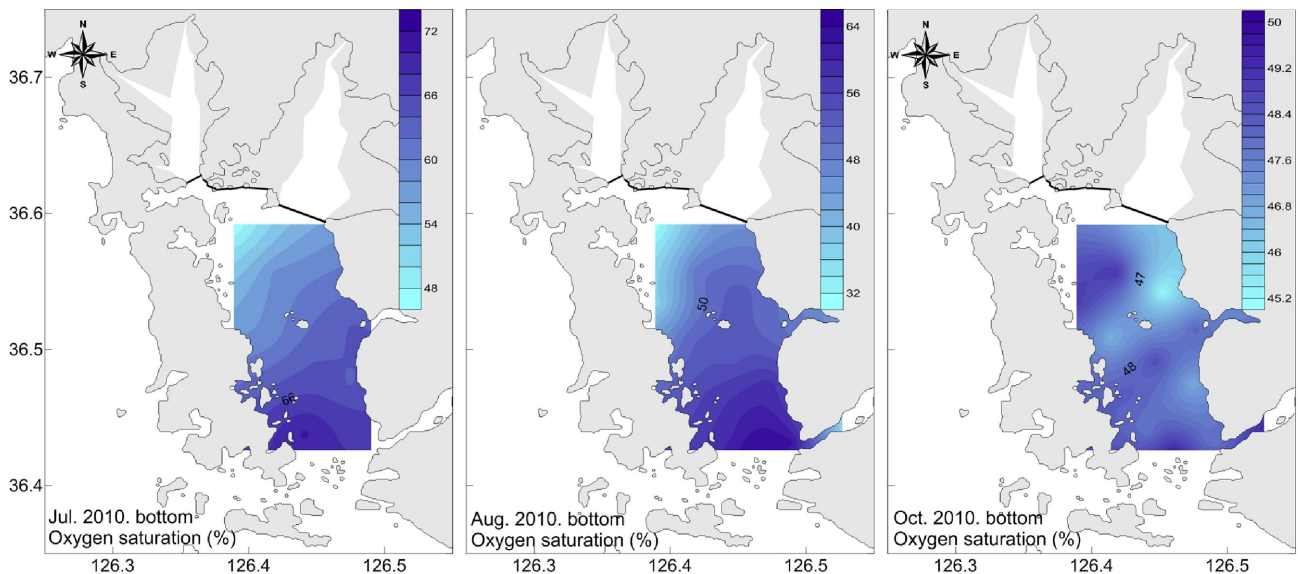 N
W E
S
72
66
60
54
48
66
Jul. 2010. bottom
Oxygen saturation (%)
64
56
48
40
32
50
Aug. 2010. bottom
Oxygen saturation (%)
N
W E
S
50
49.2
48.4
47.6
46.8
46
45.2
47
48
Oct. 2010. bottom
Oxygen saturation (%)
36.7
36.6
36.5
36.4
126.3 126.4 126.5
126.3 126.4 126.5
126.3 126.4 126.5